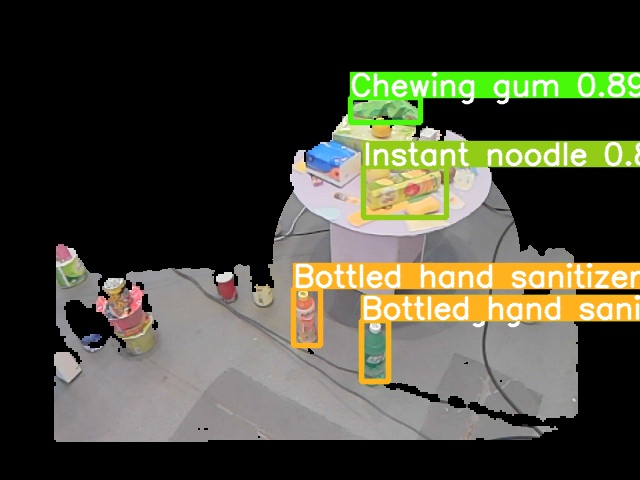 Chewing gum 0.89
Instant noodle 0.8
Bottled hand sanitizer
Bottled hand sani